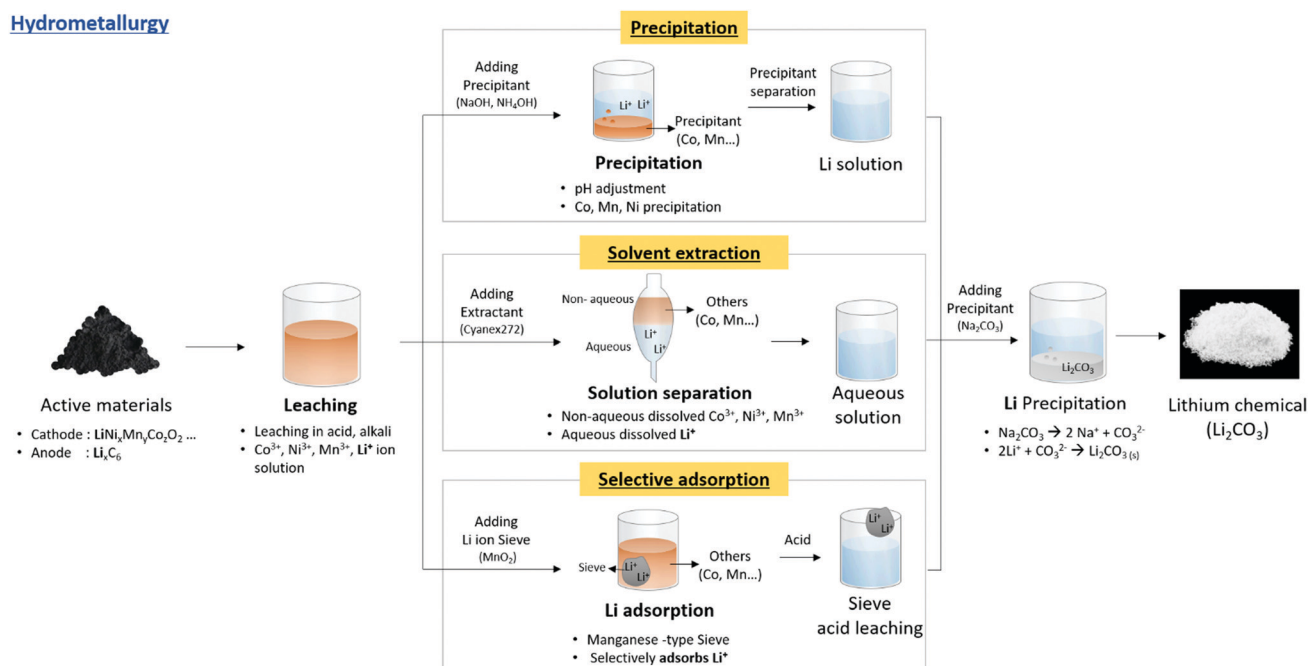 Hydrometallurgy
Precipitation
Adding
Precipitant
(NaOH, NH₄OH)
Li⁺ Li⁺
Precipitant
(Co, Mn...)
Precipitation
• pH adjustment
• Co, Mn, Ni precipitation
Precipitant
separation
Li solution
Active materials
• Cathode : LiNiₓMnᵧCo₂O₂ ...
• Anode : LiₓC₆
Leaching
• Leaching in acid, alkali
• Co³⁺, Ni³⁺, Mn³⁺, Li⁺ ion
solution
Solvent extraction
Adding
Extractant
(Cyanex272)
Non- aqueous
Aqueous
Li⁺
Li⁺
Others
(Co, Mn...)
Solution separation
• Non-aqueous dissolved Co³⁺, Ni³⁺, Mn³⁺
• Aqueous dissolved Li⁺
Aqueous
solution
Selective adsorption
Adding
Li ion Sieve
(MnO₂)
Sieve
Li⁺
Li⁺
Others
(Co, Mn...)
Li adsorption
• Manganese -type Sieve
• Selectively adsorbs Li⁺
Acid
Li⁺
Li⁺
Sieve
acid leaching
Adding
Precipitant
(Na₂CO₃)
Li₂CO₃
Li Precipitation
• Na₂CO₃ → 2 Na⁺ + CO₃²⁻
• 2Li⁺ + CO₃²⁻ → Li₂CO₃ ₍s₎
Lithium chemical
(Li₂CO₃)